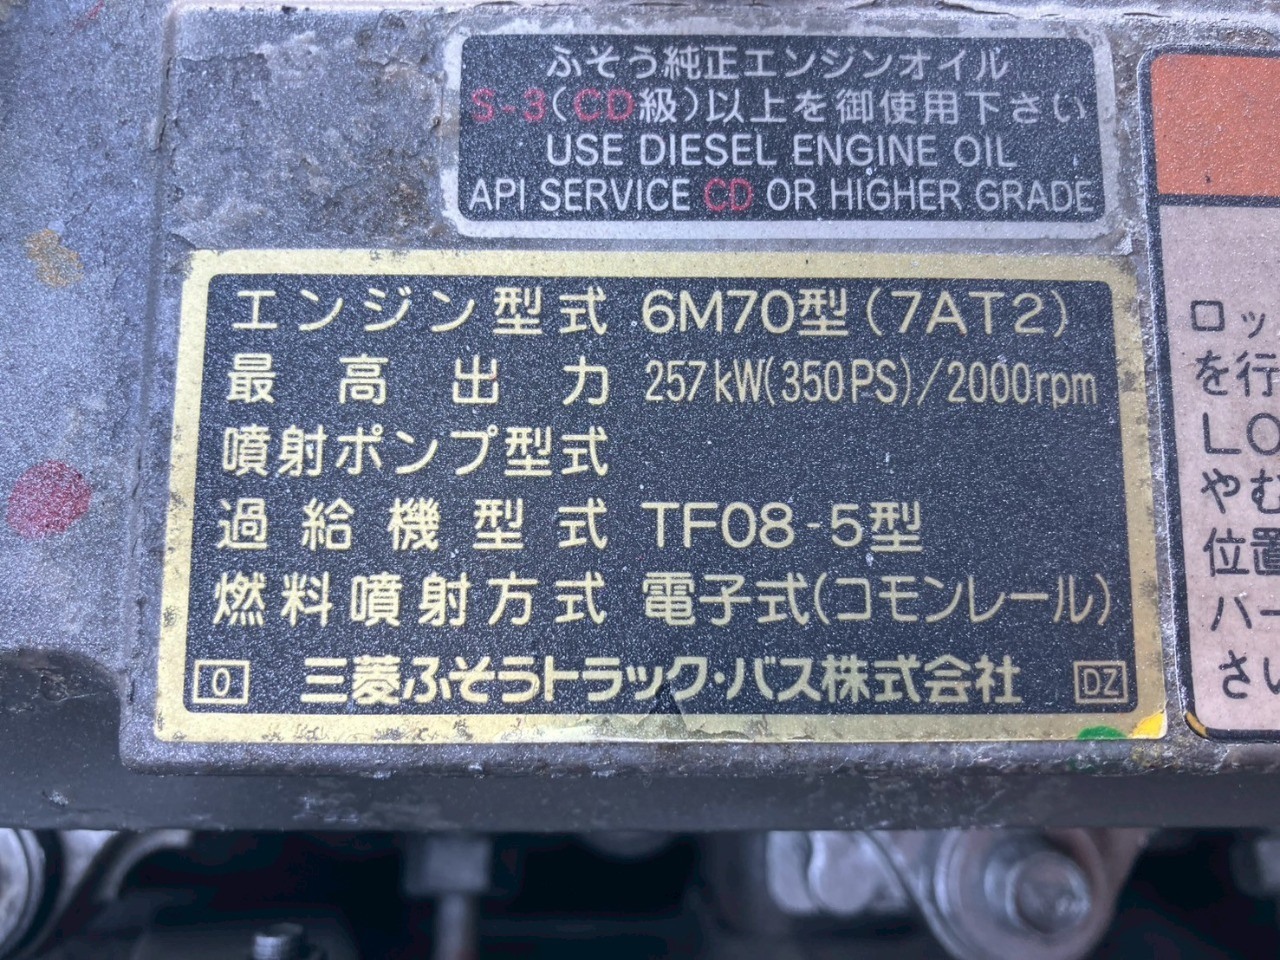 ふそう純正エンジンオイル
S-3(CD級)以上を御使用下さい
USE DIESEL ENGINE OIL
API SERVICE CD OR HIGHER GRADE
エンジン型式 6M70型(7AT2)
最高出力 257kW(350PS)/2000rpm
噴射ポンプ型式
過給機型式 TF08-5型
燃料噴射方式 電子式(コモンレール)
0 三菱ふそうトラック・バス株式会社 DZ
ロッ
を行
LO
やむ
位置
ハー
さい